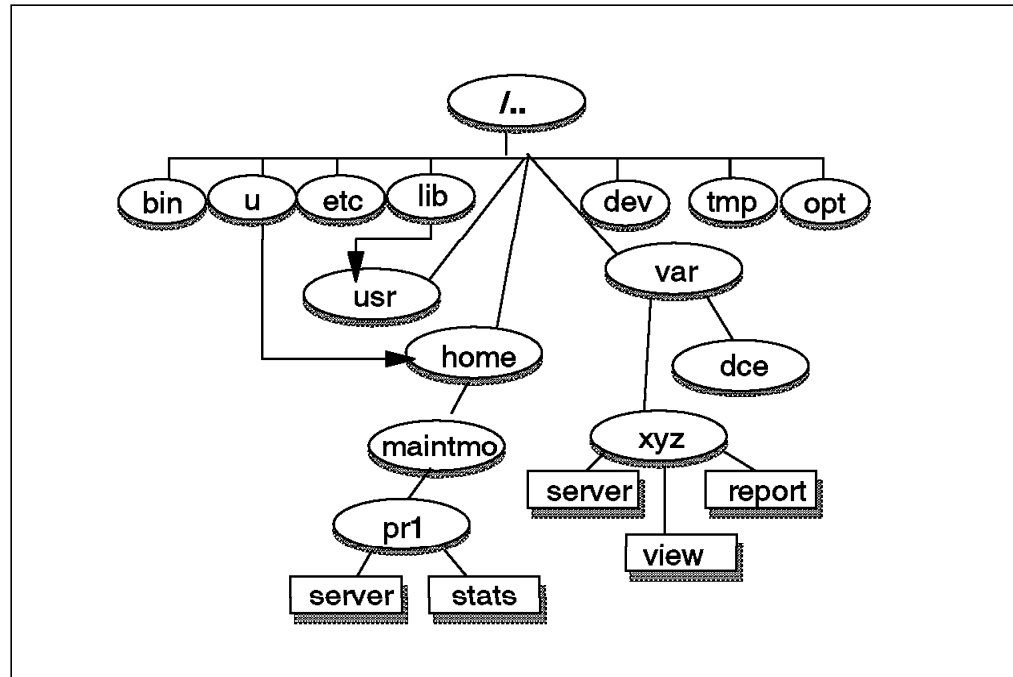 /..
bin u etc lib dev tmp opt
usr var
home dce
maintmo xyz
server report
pr1
view
server stats